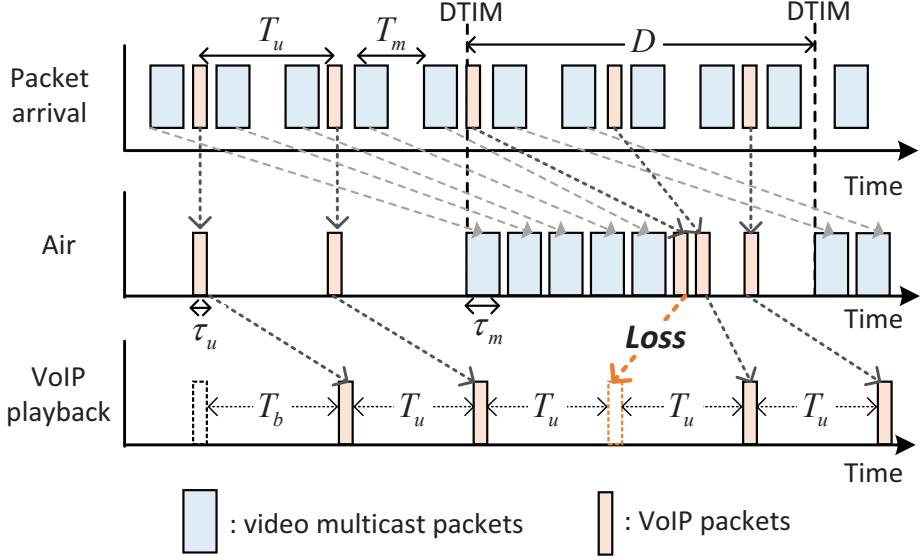 DTIM
DTIM
T_u
T_m
D
Packet
arrival
Time
Air
Time
τ_u
τ_m
Loss
VoIP
playback
T_b
T_u
T_u
T_u
T_u
Time
: video multicast packets
: VoIP packets